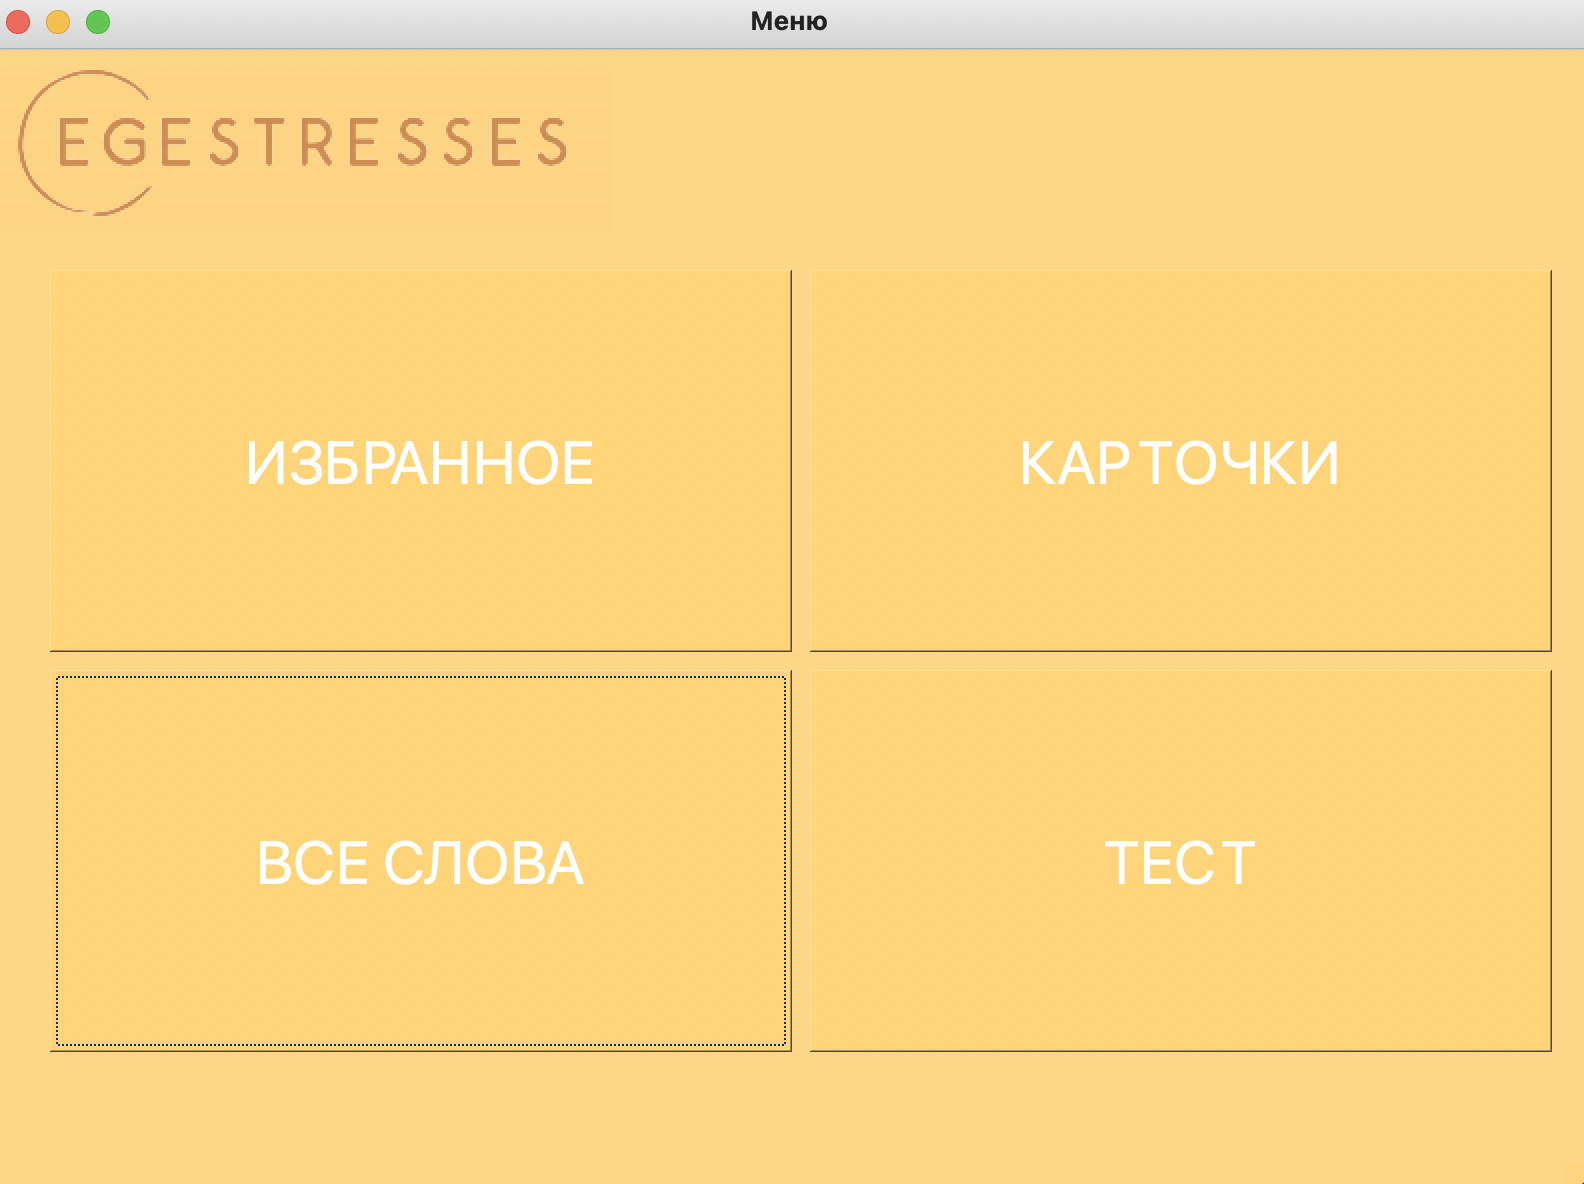 Меню
EGESTRESSES
ИЗБРАННОЕ
КАРТОЧКИ
ВСЕ СЛОВА
ТЕСТ